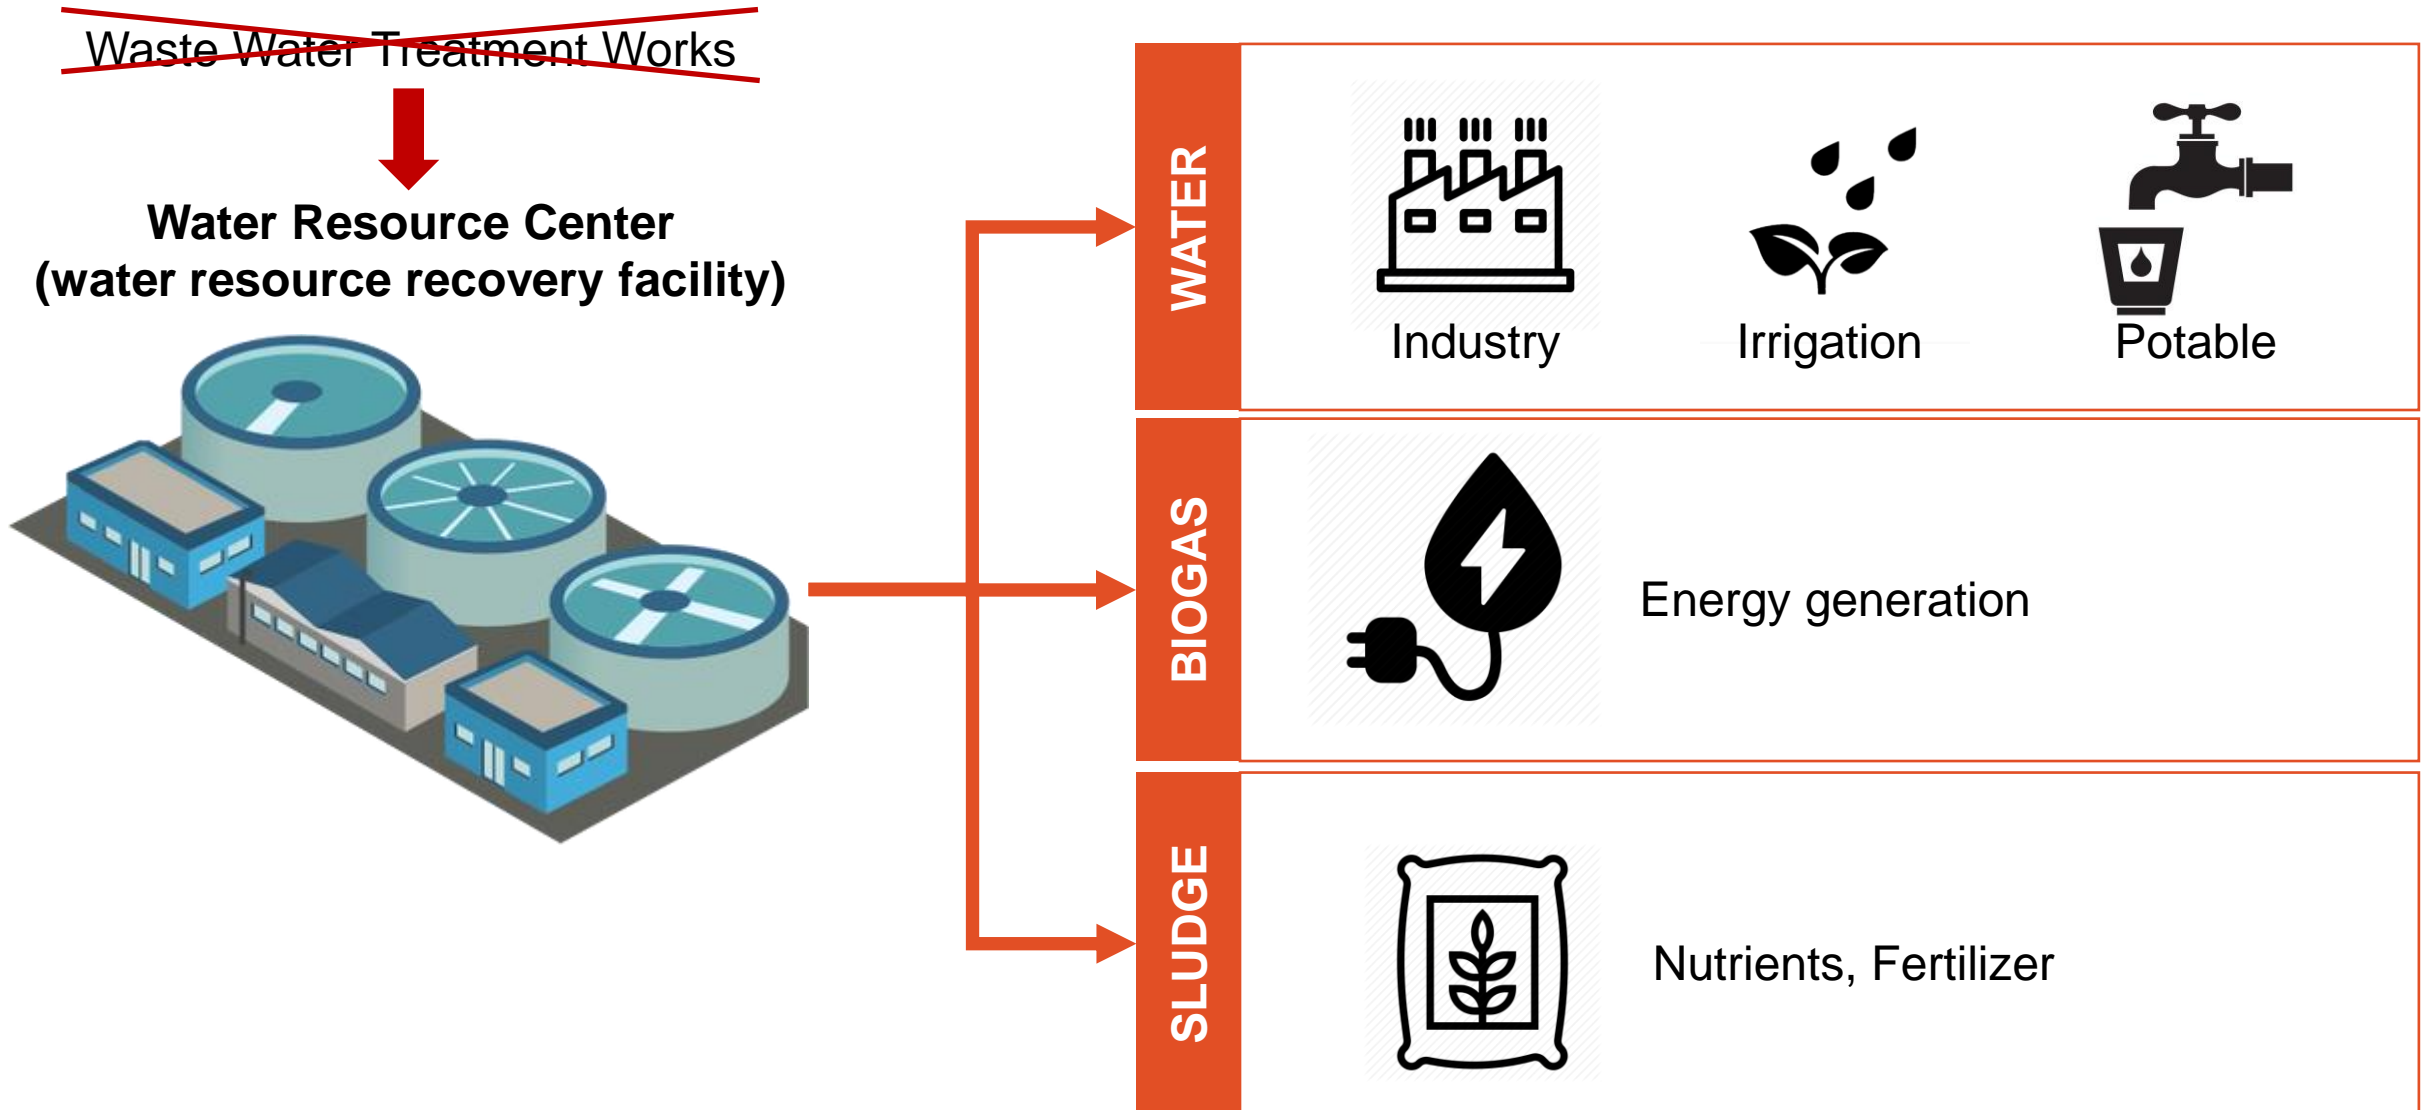 Waste Water Treatment Works
Water Resource Center
(water resource recovery facility)
WATER
Industry
Irrigation
Potable
BIOGAS
Energy generation
SLUDGE
Nutrients, Fertilizer